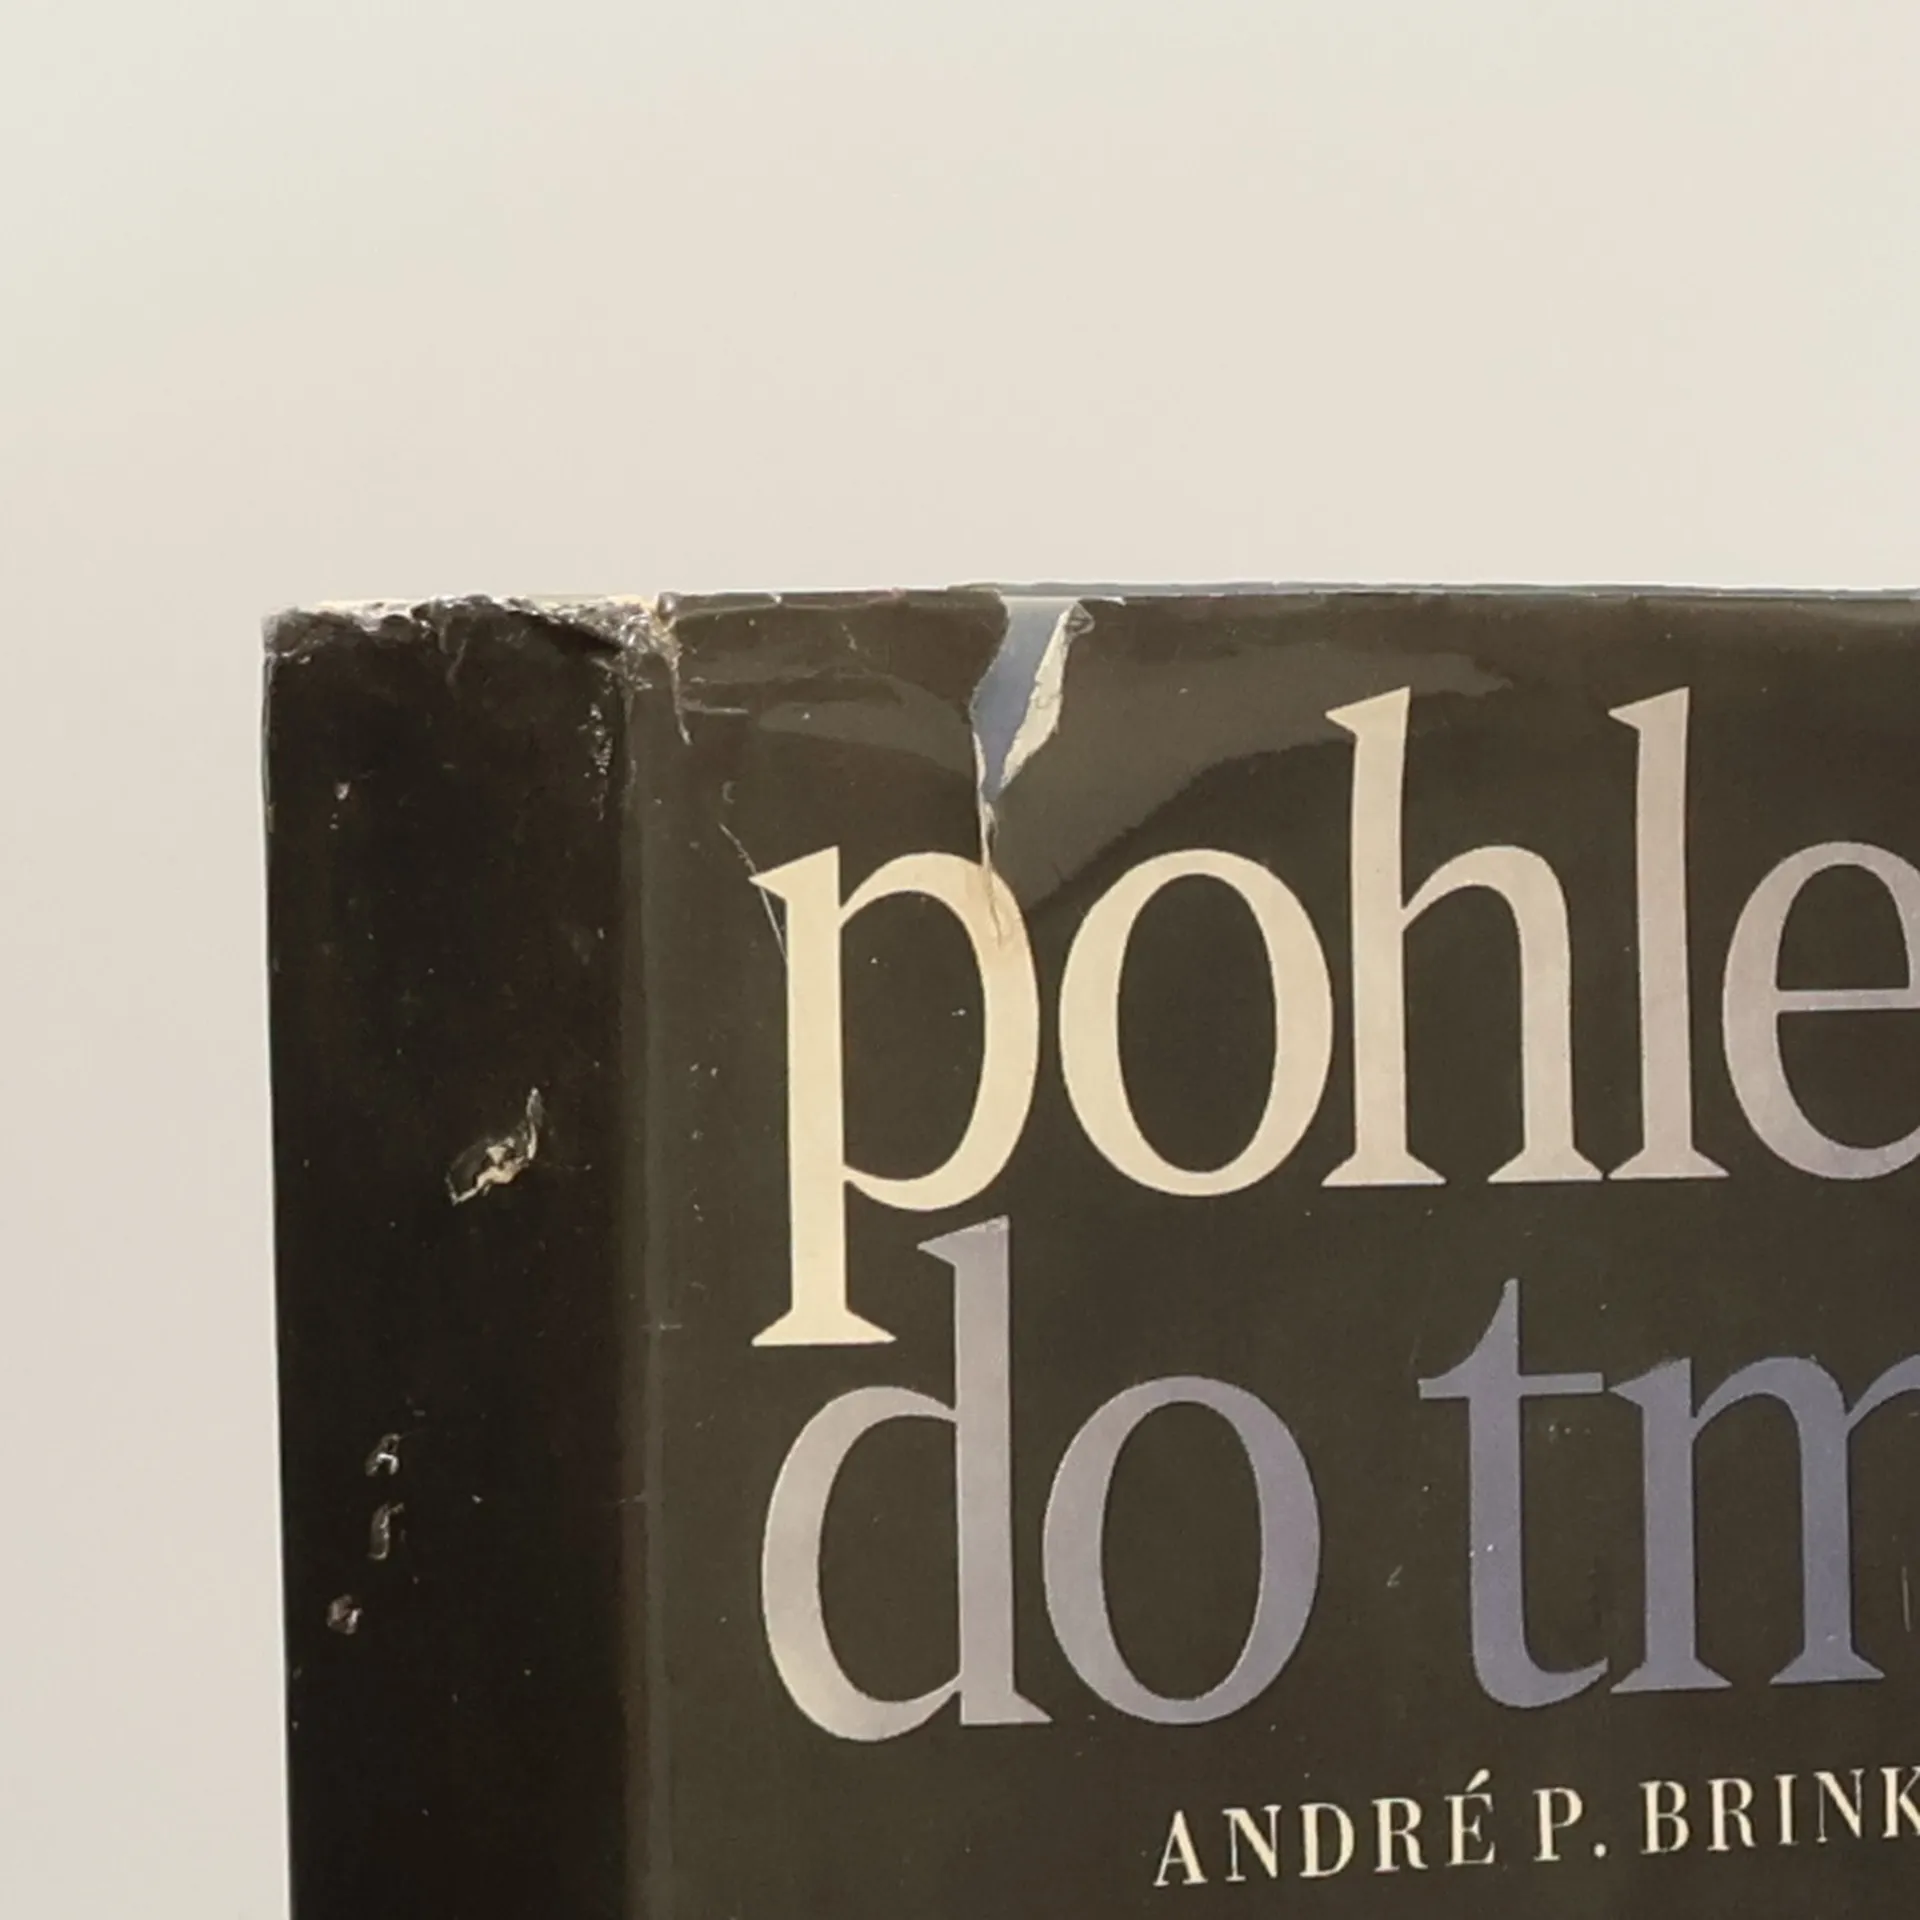 pohle
do tm
ANDRÉ P. BRINK